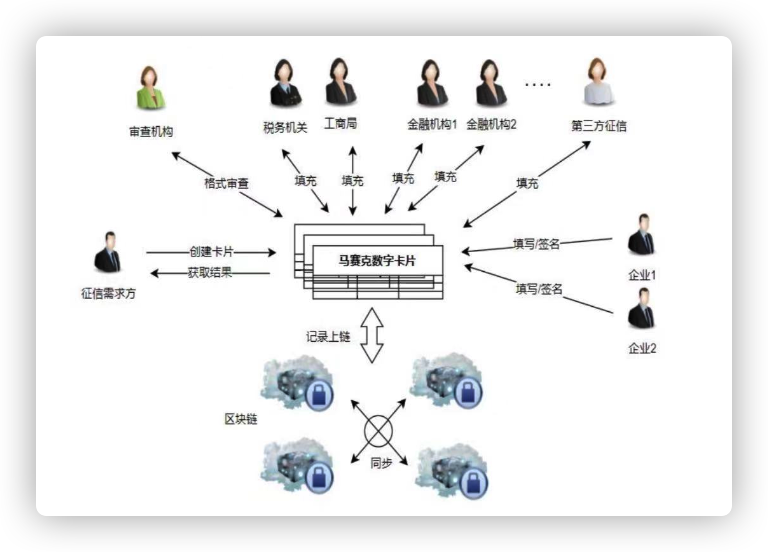 审查机构
税务机关
工商局
金融机构1
金融机构2
....
第三方征信
格式审查
填充
填充
填充
填充
填充
征信需求方
创建卡片
获取结果
马赛克数字卡片
填写/签名
企业1
填写/签名
企业2
记录上链
区块链
同步